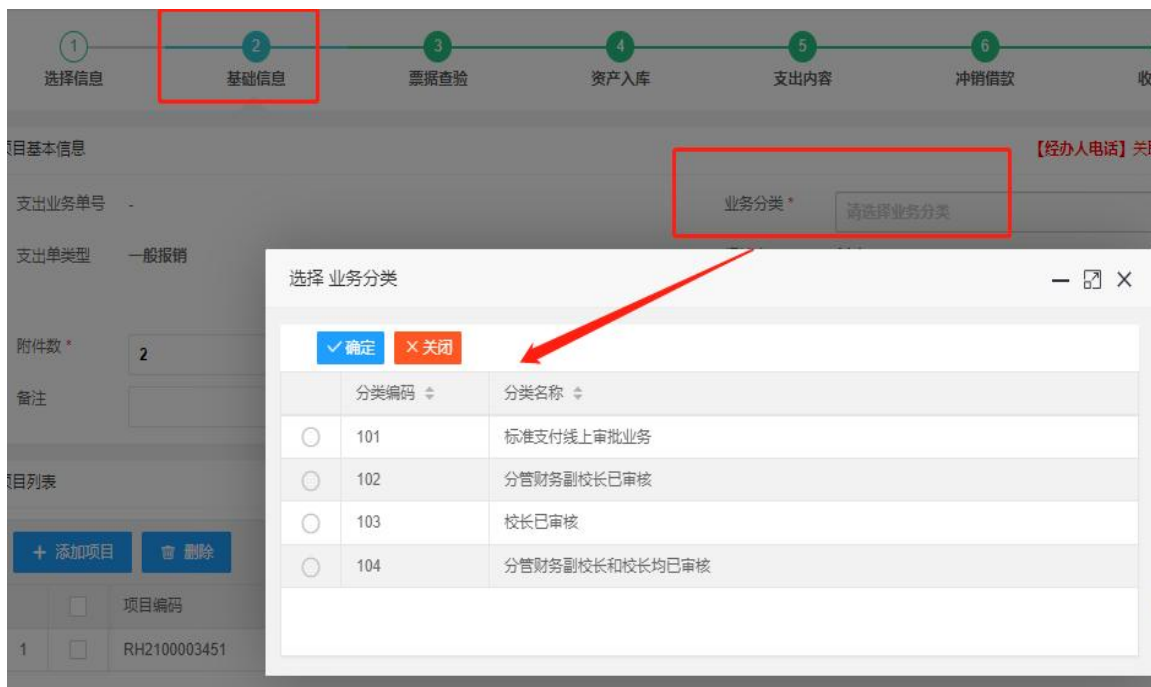 1 2 3 4 5 6
选择信息 基础信息 票据查验 资产入库 支出内容 冲销借款 收
项目基本信息 【经办人电话】关联
支出业务单号 - 业务分类 * 请选择业务分类
支出单类型 一般报销
选择 业务分类
附件数 * 2
确定 关闭
备注
分类编码 分类名称
101 标准支付线上审批业务
102 分管财务副校长已审核
项目列表
103 校长已审核
+ 添加项目 删除
104 分管财务副校长和校长均已审核
项目编码
1 RH2100003451